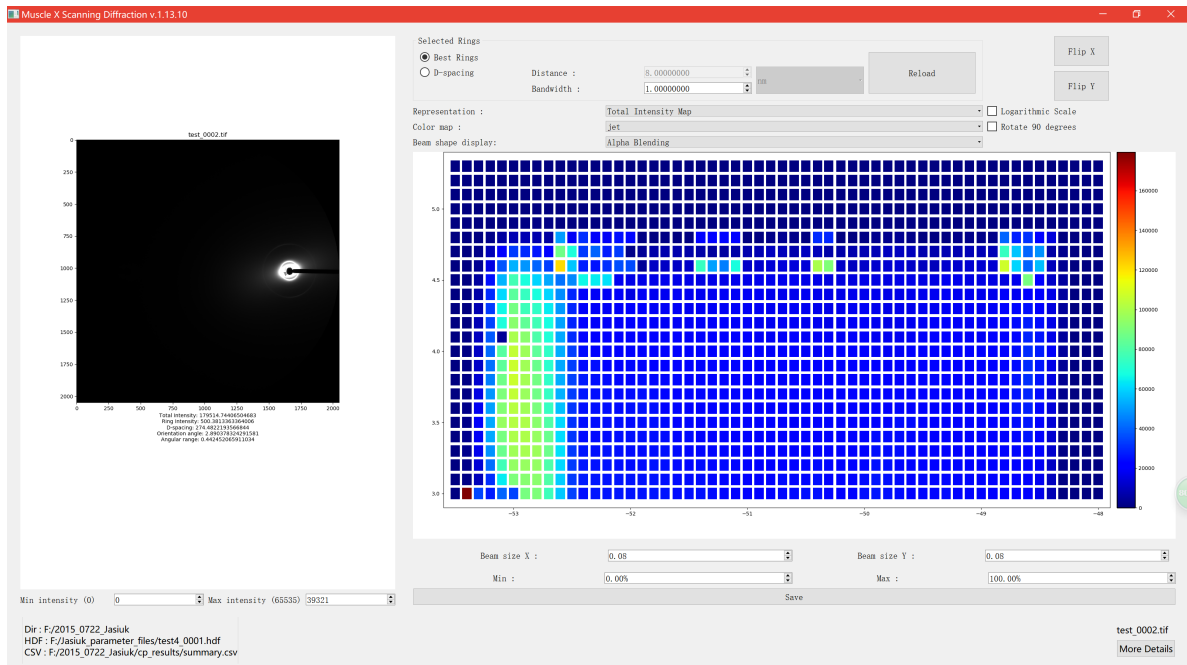 Muscle X Scanning Diffraction v.1.13.10
Selected Rings
Best Rings
D-spacing
Distance : 8.00000000 nm
Bandwidth : 1.00000000
Reload
Flip X
Flip Y
Representation : Total Intensity Map
Logarithmic Scale
Color map : jet
Rotate 90 degrees
Beam shape display: Alpha Blending
test_0002.tif
0
250
500
750
1000
1250
1500
1750
2000
0 250 500 750 1000 1250 1500 1750 2000
Total Intensity: 179514.74406504683
Ring Intensity: 500.3813363364006
D-spacing: 274.4822193566844
Orientation angle: 2.890378324291581
Angular range: 0.442452065911034
5.0
4.5
4.0
3.5
3.0
−53 −52 −51 −50 −49 −48
160000
140000
120000
100000
80000
60000
40000
20000
0
Beam size X : 0.08
Beam size Y : 0.08
Min : 0.00%
Max : 100.00%
Save
Min intensity (0) 0
Max intensity (65535) 39321
Dir : F:/2015_0722_Jasiuk
HDF : F:/Jasiuk_parameter_files/test4_0001.hdf
CSV : F:/2015_0722_Jasiuk/cp_results/summary.csv
test_0002.tif
More Details